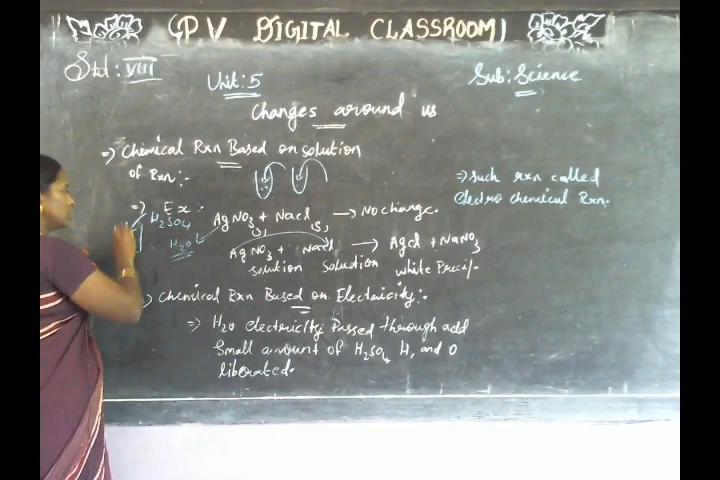 PV DIGITAL CLASSROOM
Std: VIII
Unit: 5
Sub: Science
Changes around us
=> Chemical Rxn Based on solution
of Rxn:-
=> Ex:-
H2SO4
H2O
AgNO3 + Nacl → No change.
(s) (s)
AgNO3 + Nacl → Agcl + NaNO3
solution solution white Preci/.
=> Chemical Rxn Based on Electricity:-
=> H2O electricity Passed through add
Small amount of H2SO4 H, and O
liberated.
=> such rxn called
electro chemical Rxn.